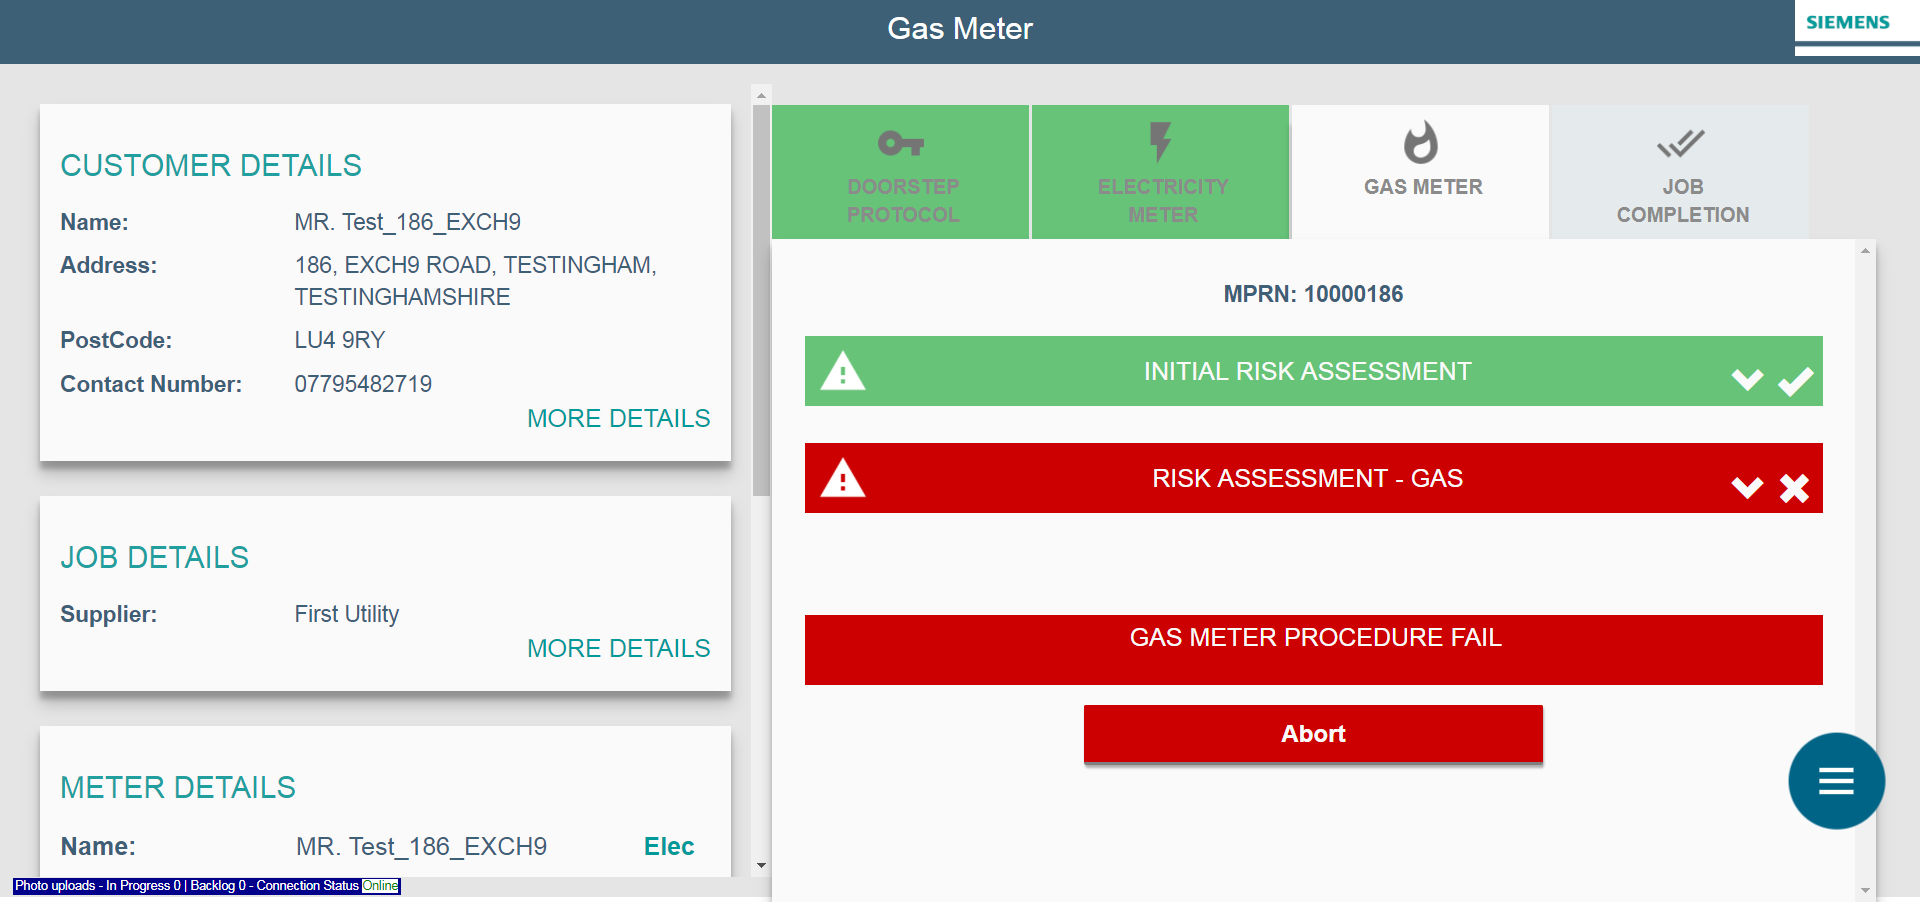 Gas Meter
SIEMENS
CUSTOMER DETAILS
Name: MR. Test_186_EXCH9
Address: 186, EXCH9 ROAD, TESTINGHAM,
TESTINGHAMSHIRE
PostCode: LU4 9RY
Contact Number: 07795482719
MORE DETAILS
JOB DETAILS
Supplier: First Utility
MORE DETAILS
METER DETAILS
Name: MR. Test_186_EXCH9 Elec
Photo uploads - In Progress 0 | Backlog 0 - Connection Status Online
DOORSTEP
PROTOCOL
ELECTRICITY
METER
GAS METER
JOB
COMPLETION
MPRN: 10000186
INITIAL RISK ASSESSMENT
RISK ASSESSMENT - GAS
GAS METER PROCEDURE FAIL
Abort